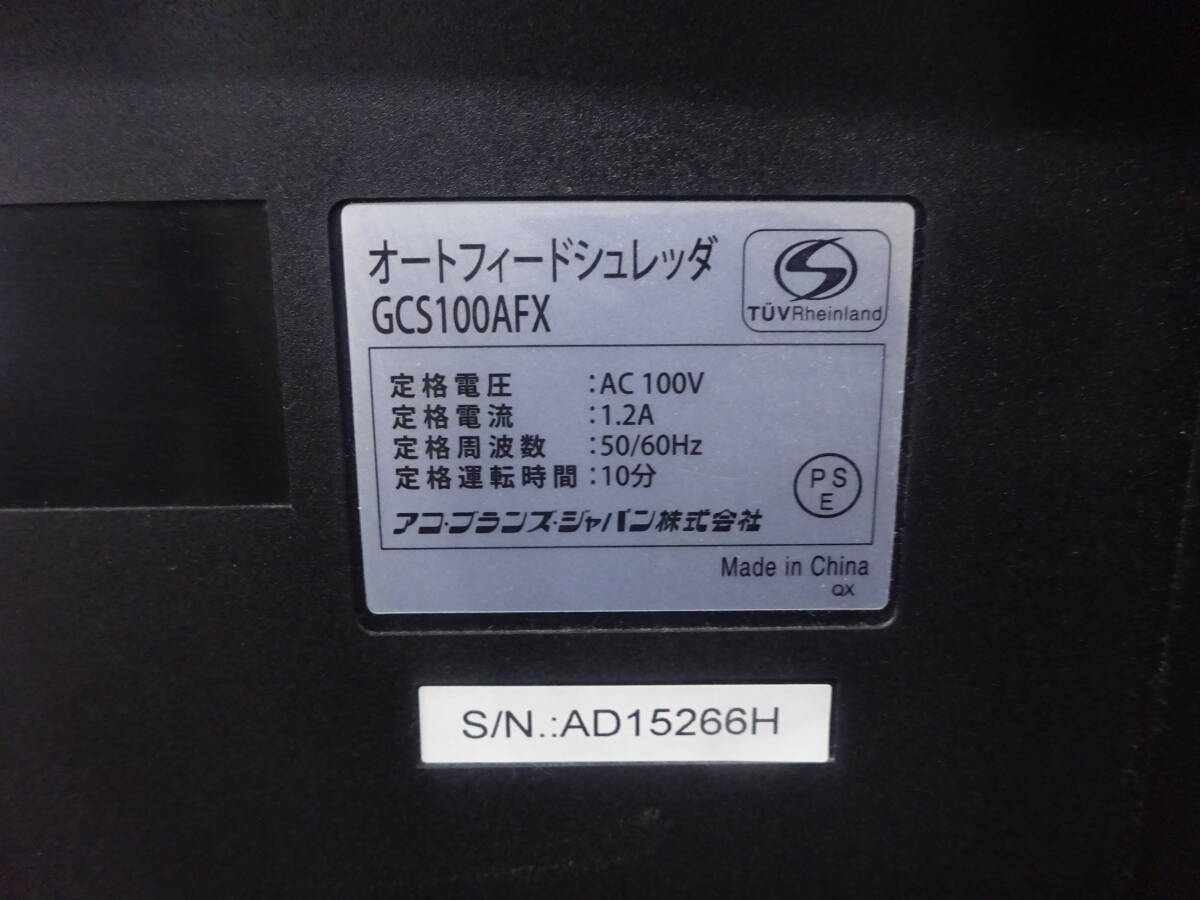 オートフィードシュレッダ
GCS100AFX
TÜVRheinland
定格電圧 :AC 100V
定格電流 :1.2A
定格周波数 :50/60Hz
定格運転時間 :10分
PS
E
アコ・ブランズ・ジャパン株式会社
Made in China
QX
S/N.:AD15266H